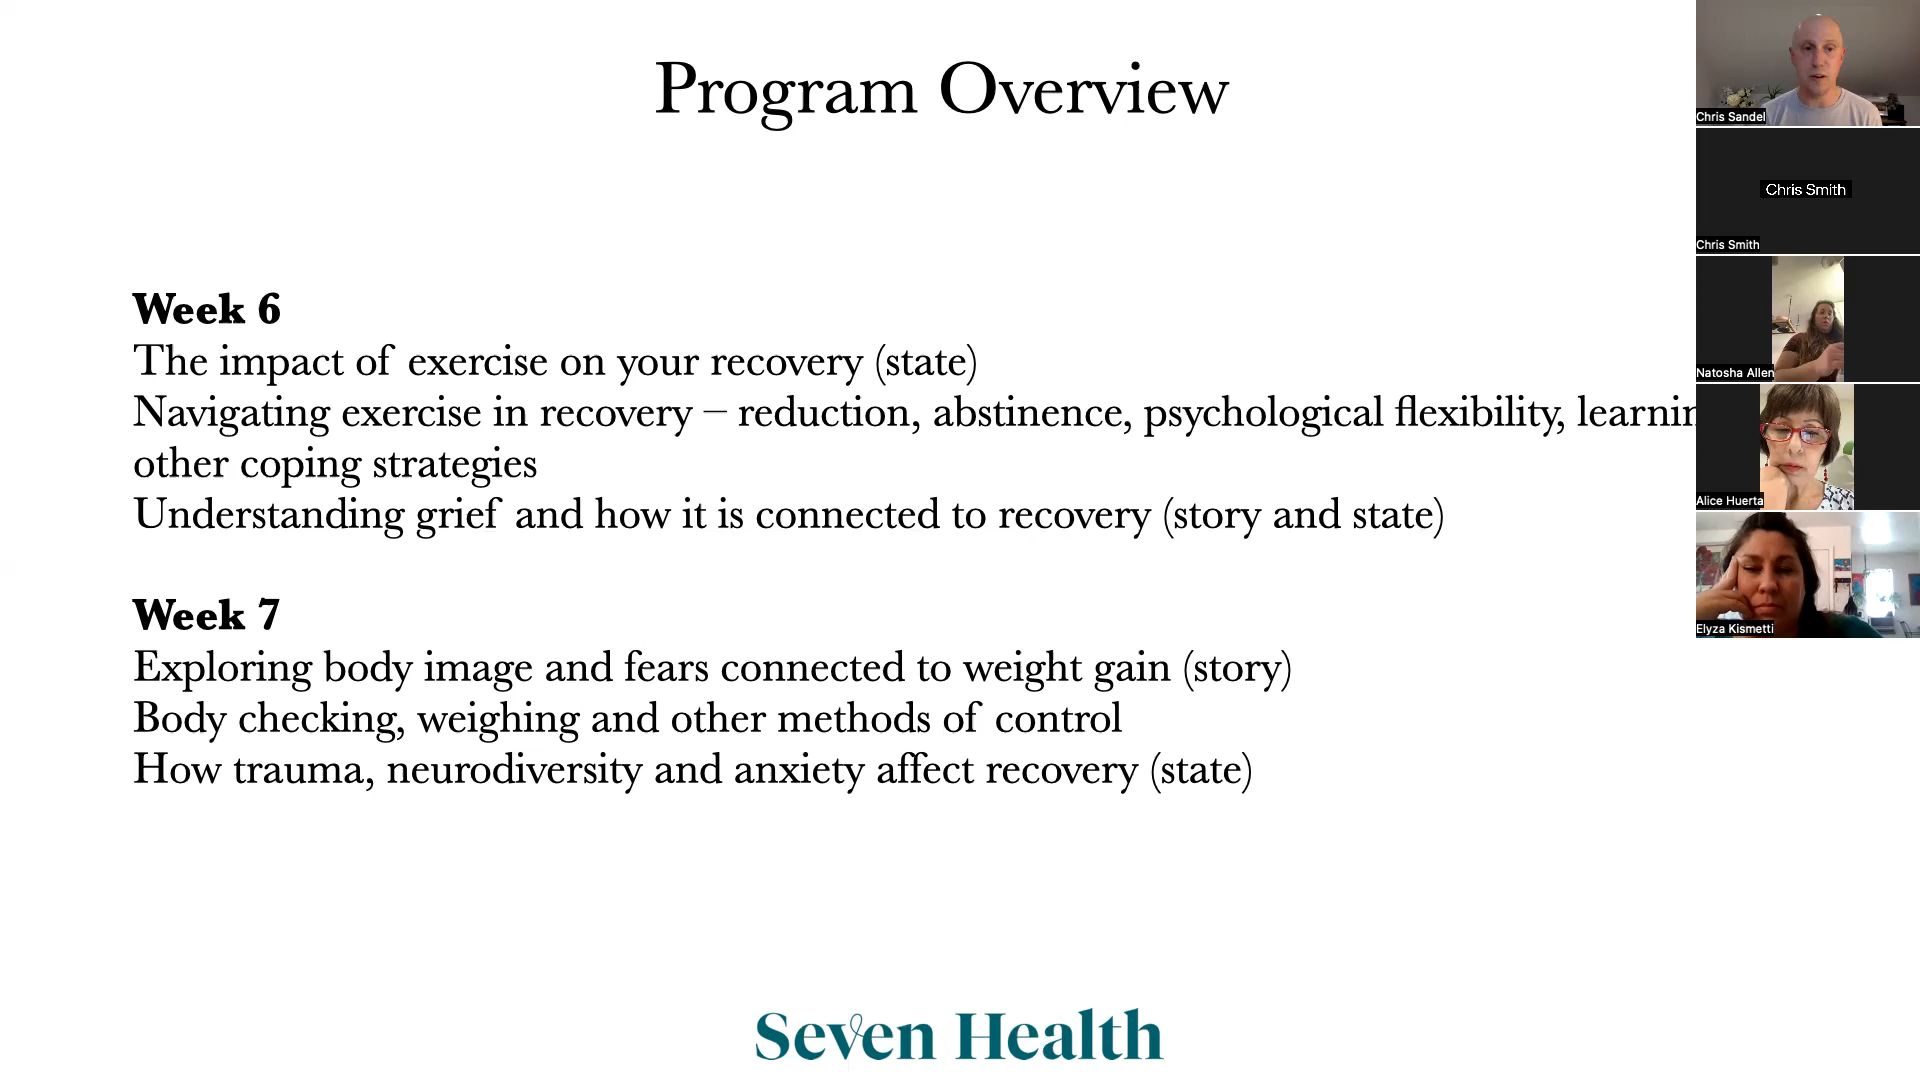 Program Overview
Week 6
The impact of exercise on your recovery (state)
Navigating exercise in recovery – reduction, abstinence, psychological flexibility, learnin
other coping strategies
Understanding grief and how it is connected to recovery (story and state)
Week 7
Exploring body image and fears connected to weight gain (story)
Body checking, weighing and other methods of control
How trauma, neurodiversity and anxiety affect recovery (state)
Seven Health
Chris Sandel
Chris Smith
Chris Smith
Natosha Allen
Alice Huerta
Elyza Kismetti